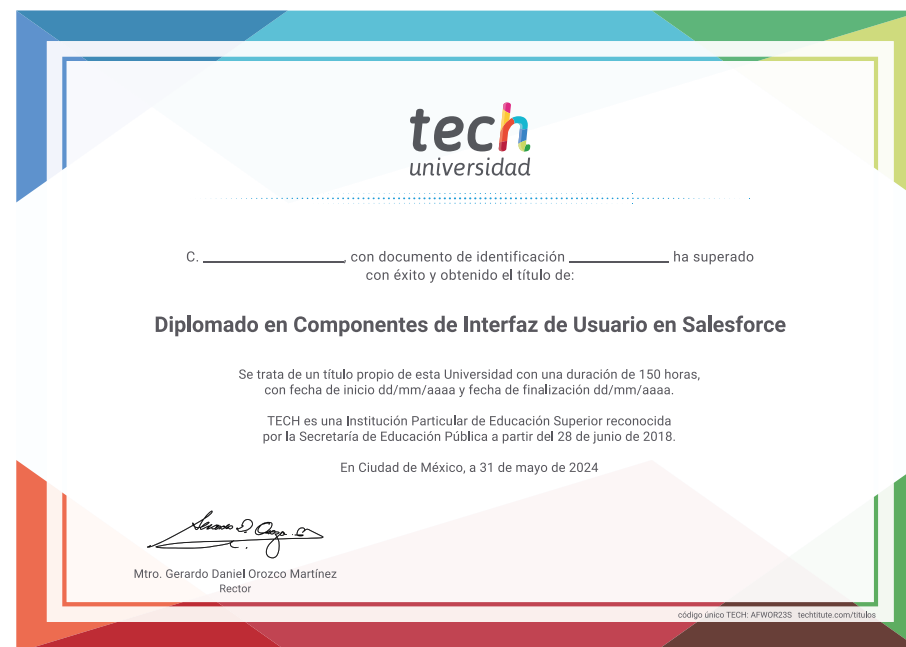 tech
universidad
C. ____________, con documento de identificación ____________ ha superado
con éxito y obtenido el título de:
Diplomado en Componentes de Interfaz de Usuario en Salesforce
Se trata de un título propio de esta Universidad con una duración de 150 horas,
con fecha de inicio dd/mm/aaaa y fecha de finalización dd/mm/aaaa.
TECH es una Institución Particular de Educación Superior reconocida
por la Secretaría de Educación Pública a partir del 28 de junio de 2018.
En Ciudad de México, a 31 de mayo de 2024
Mtro. Gerardo Daniel Orozco Martínez
Rector
código único TECH: AFWOR23S techtitute.com/titulos